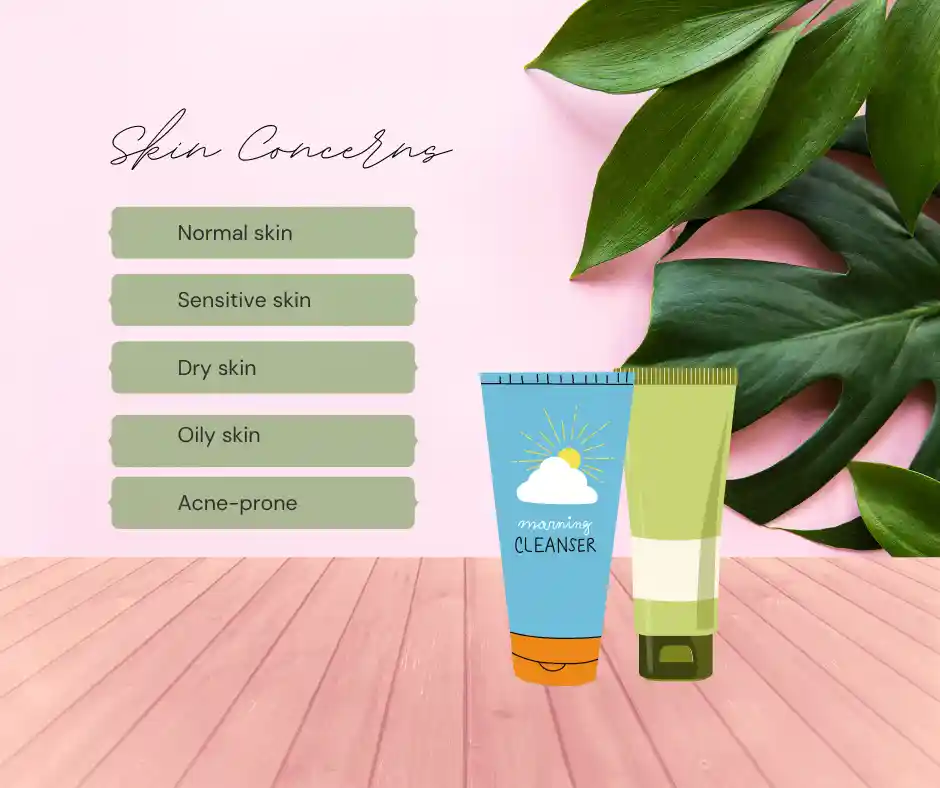 Skin Concerns
Normal skin
Sensitive skin
Dry skin
Oily skin
Acne-prone
morning
CLEANSER